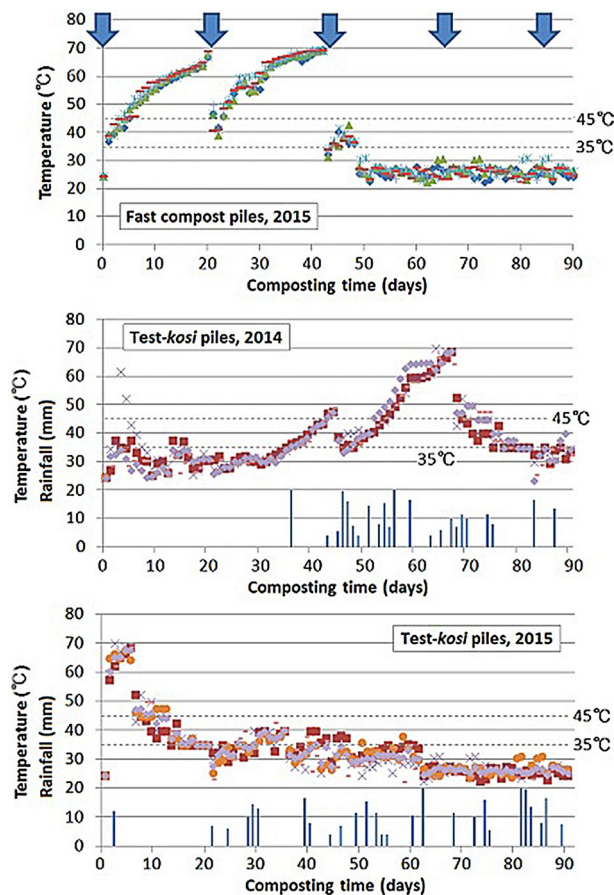 80
70
60
50
45℃
40
35℃
30
20
10
0
Temperature (℃)
Fast compost piles, 2015
0 10 20 30 40 50 60 70 80 90
Composting time (days)
80
Test-kosi piles, 2014
70
60
50
45℃
40
35℃
30
20
10
0
Temperature (℃)
Rainfall (mm)
0 10 20 30 40 50 60 70 80 90
Composting time (days)
80
Test-kosi piles, 2015
70
60
50
45℃
40
35℃
30
20
10
0
Temperature (℃)
Rainfall (mm)
0 10 20 30 40 50 60 70 80 90
Composting time (days)